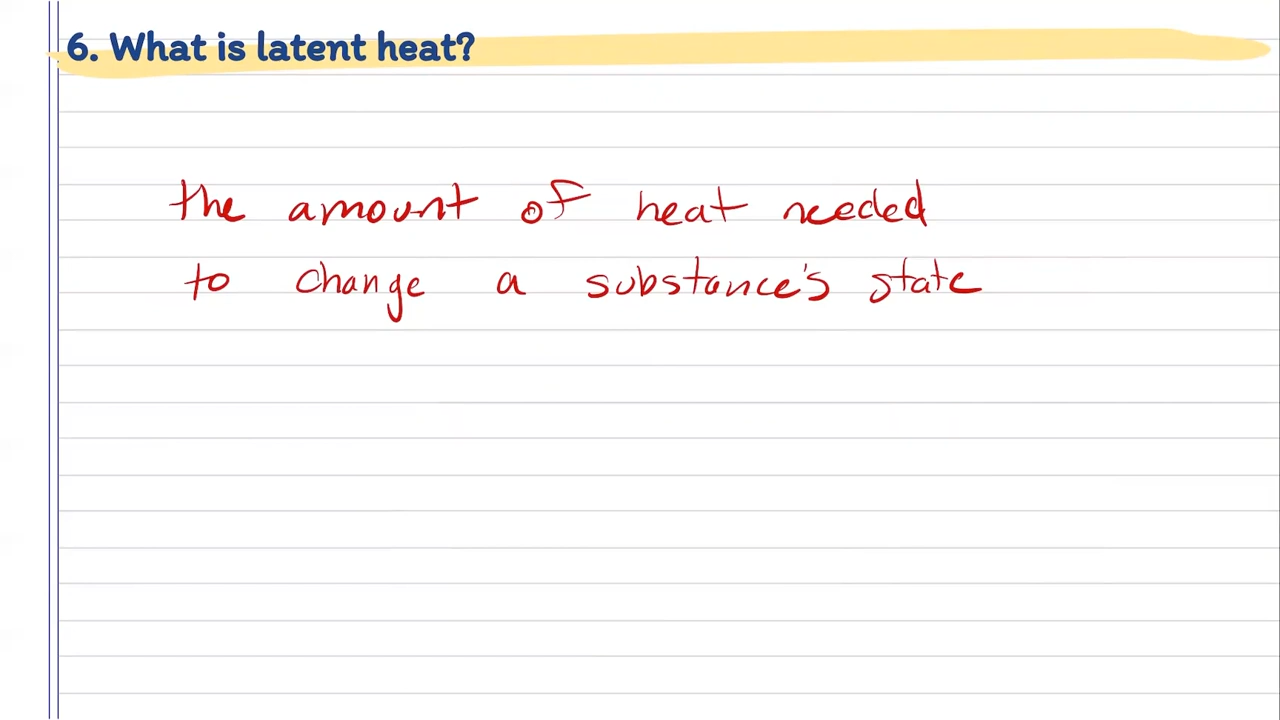 6. What is latent heat?
the amount of heat needed
to change a substance's state